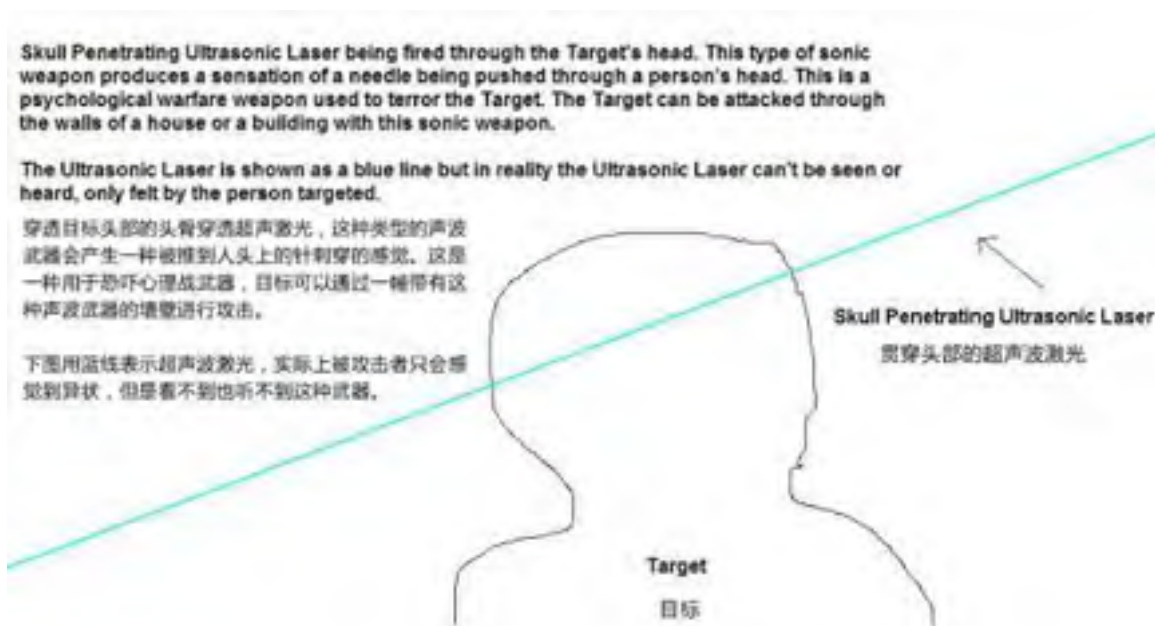 Skull Penetrating Ultrasonic Laser being fired through the Target's head. This type of sonic
weapon produces a sensation of a needle being pushed through a person's head. This is a
psychological warfare weapon used to terror the Target. The Target can be attacked through
the walls of a house or a building with this sonic weapon.
The Ultrasonic Laser is shown as a blue line but in reality the Ultrasonic Laser can't be seen or
heard, only felt by the person targeted.
穿透目标头部的头骨穿透超声激光，这种类型的声波
武器会产生一种被推到人头上的针刺穿的感觉。这是
一种用于恐吓心理战武器，目标可以通过一幢带有这
种声波武器的墙壁进行攻击。
下图用蓝线表示超声波激光，实际上被攻击者只会感
觉到异状，但是看不到也听不到这种武器。
Skull Penetrating Ultrasonic Laser
贯穿头部的超声波激光
Target
目标